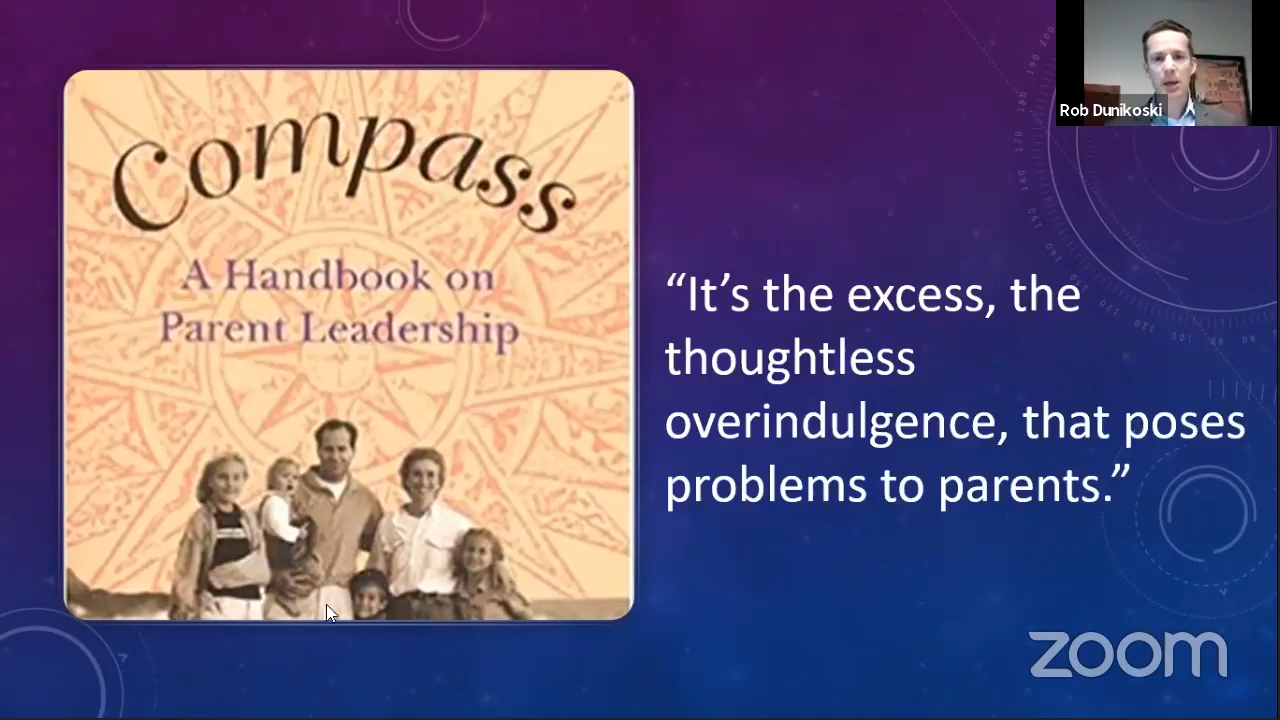 Compass
A Handbook on
Parent Leadership
“It’s the excess, the
thoughtless
overindulgence, that poses
problems to parents.”
Rob Dunikoski
zoom